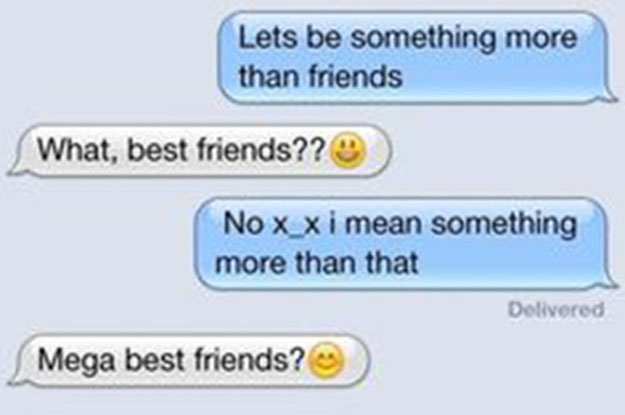 Lets be something more
than friends
What, best friends??😃
No x_x i mean something
more than that
Delivered
Mega best friends?😊